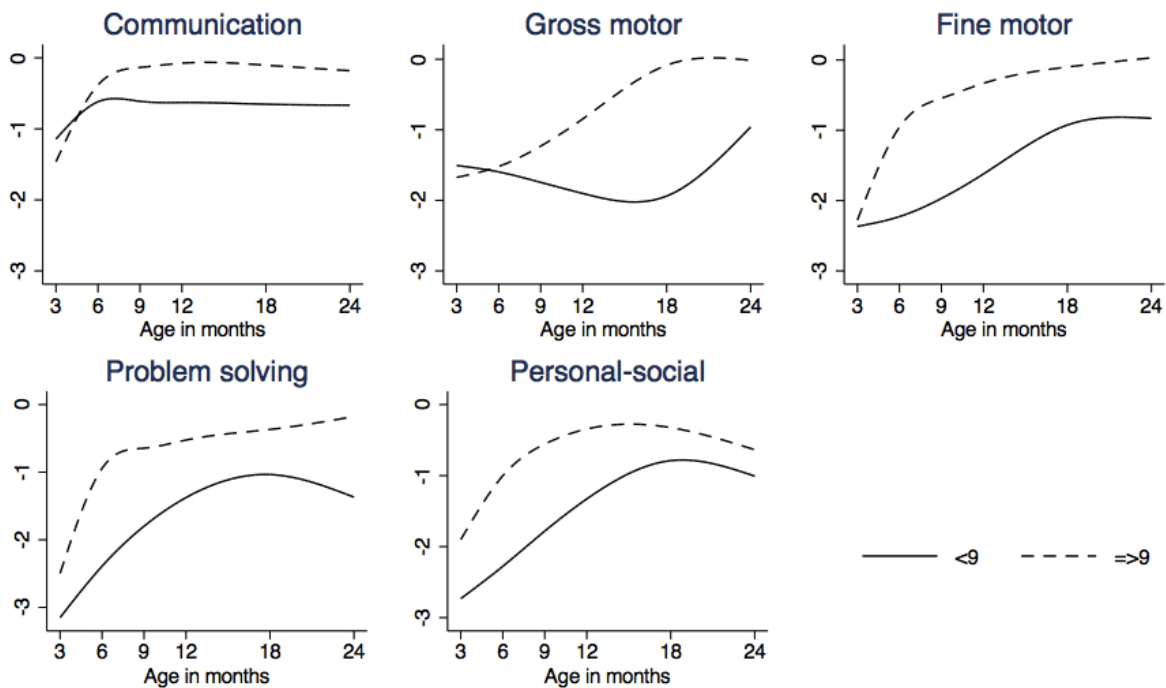 Communication
Gross motor
Fine motor
0
-1
-2
-3
3 6 9 12 18 24
Age in months
0
-1
-2
-3
3 6 9 12 18 24
Age in months
0
-1
-2
-3
3 6 9 12 18 24
Age in months
Problem solving
Personal-social
0
-1
-2
-3
3 6 9 12 18 24
Age in months
0
-1
-2
-3
3 6 9 12 18 24
Age in months
<9 =>9